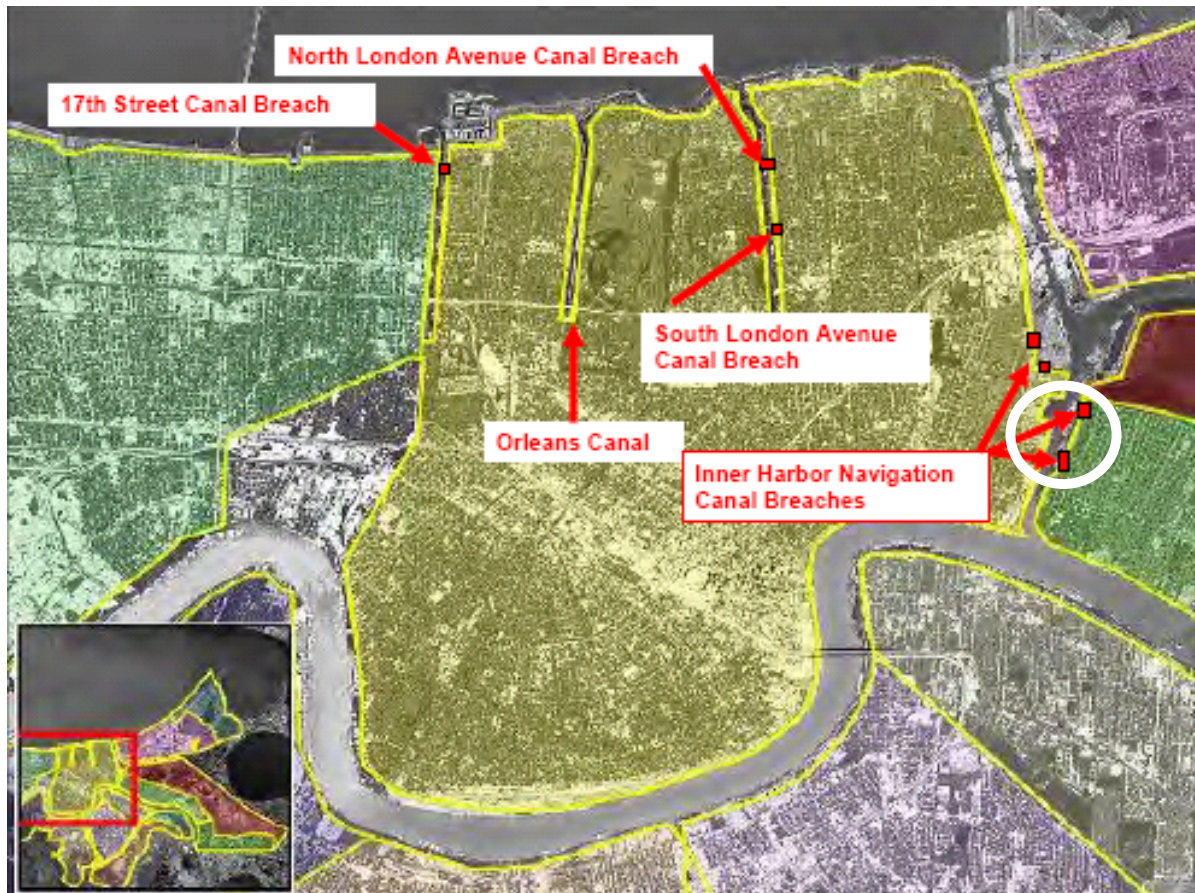 North London Avenue Canal Breach
17th Street Canal Breach
South London Avenue
Canal Breach
Orleans Canal
Inner Harbor Navigation
Canal Breaches